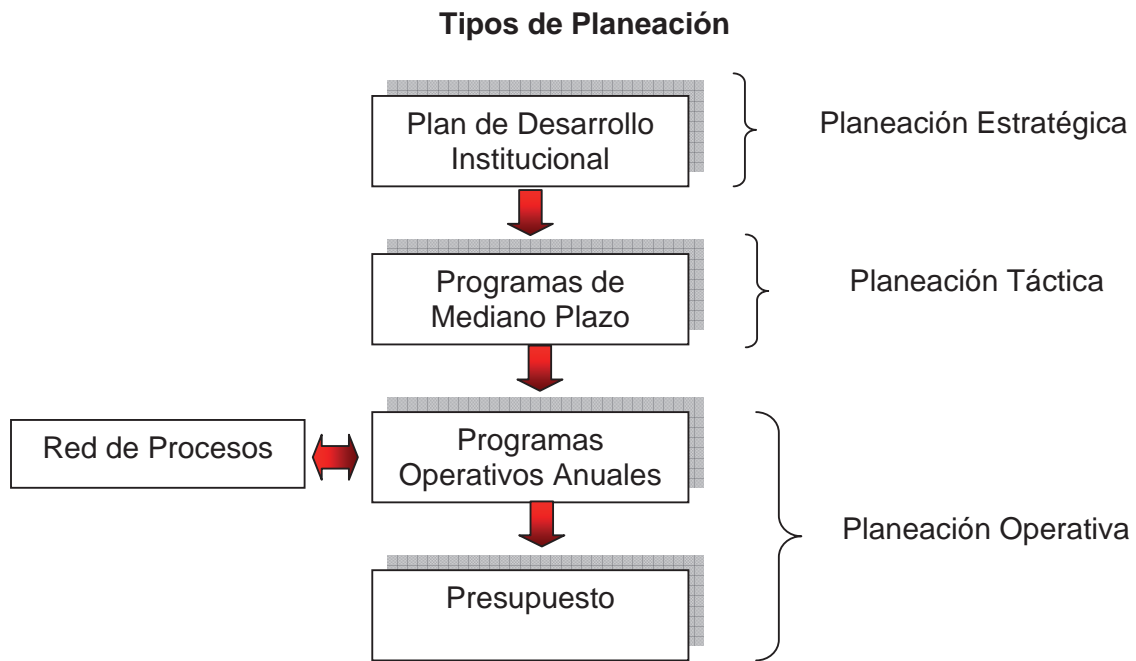 Tipos de Planeación
Plan de Desarrollo
Institucional
Planeación Estratégica
Programas de
Mediano Plazo
Planeación Táctica
Red de Procesos
Programas
Operativos Anuales
Planeación Operativa
Presupuesto